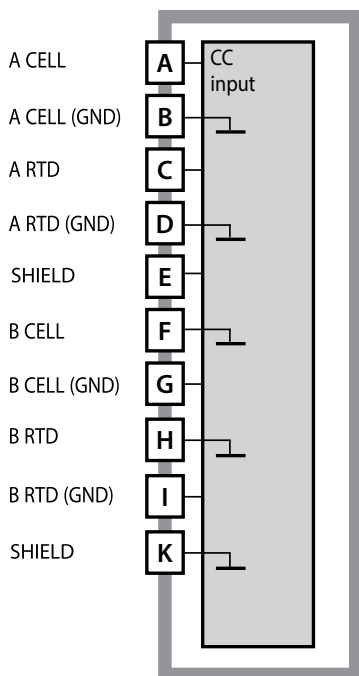 A CELL
A
CC
input
A CELL (GND)
B
A RTD
C
A RTD (GND)
D
SHIELD
E
B CELL
F
B CELL (GND)
G
B RTD
H
B RTD (GND)
I
SHIELD
K